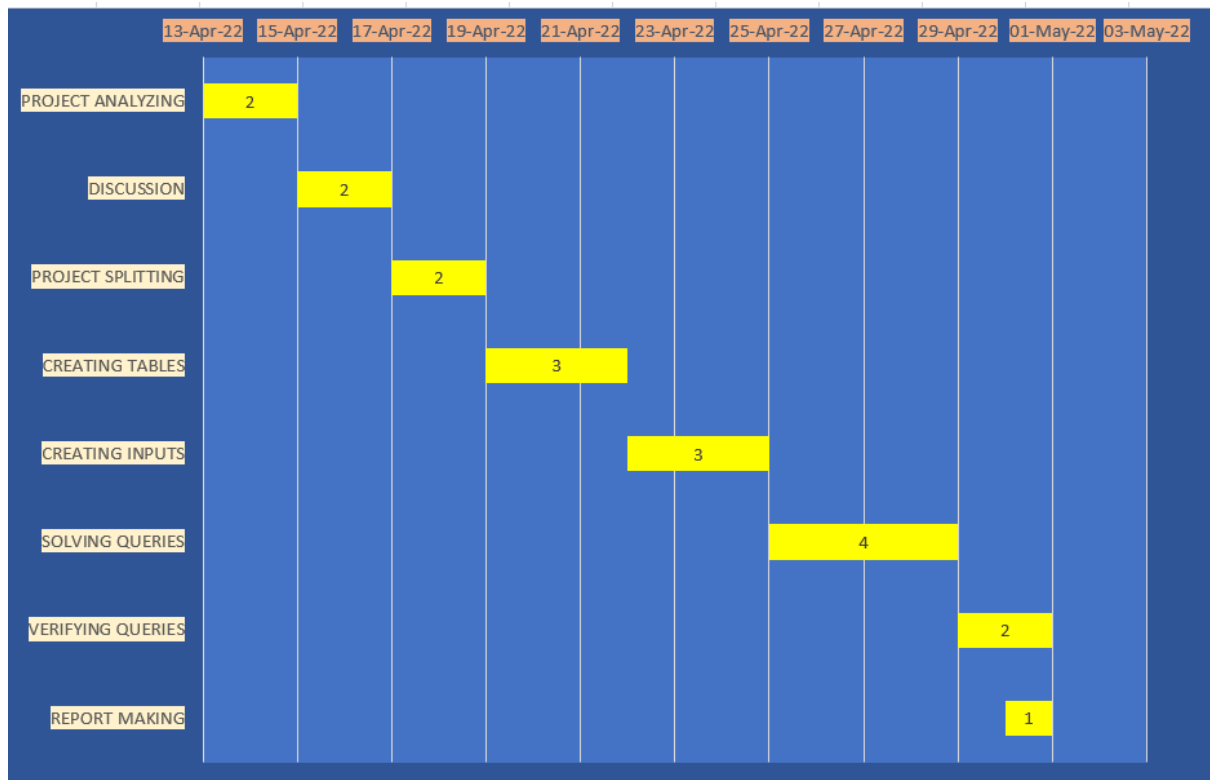 13-Apr-22 15-Apr-22 17-Apr-22 19-Apr-22 21-Apr-22 23-Apr-22 25-Apr-22 27-Apr-22 29-Apr-22 01-May-22 03-May-22
PROJECT ANALYZING 2
DISCUSSION 2
PROJECT SPLITTING 2
CREATING TABLES 3
CREATING INPUTS 3
SOLVING QUERIES 4
VERIFYING QUERIES 2
REPORT MAKING 1